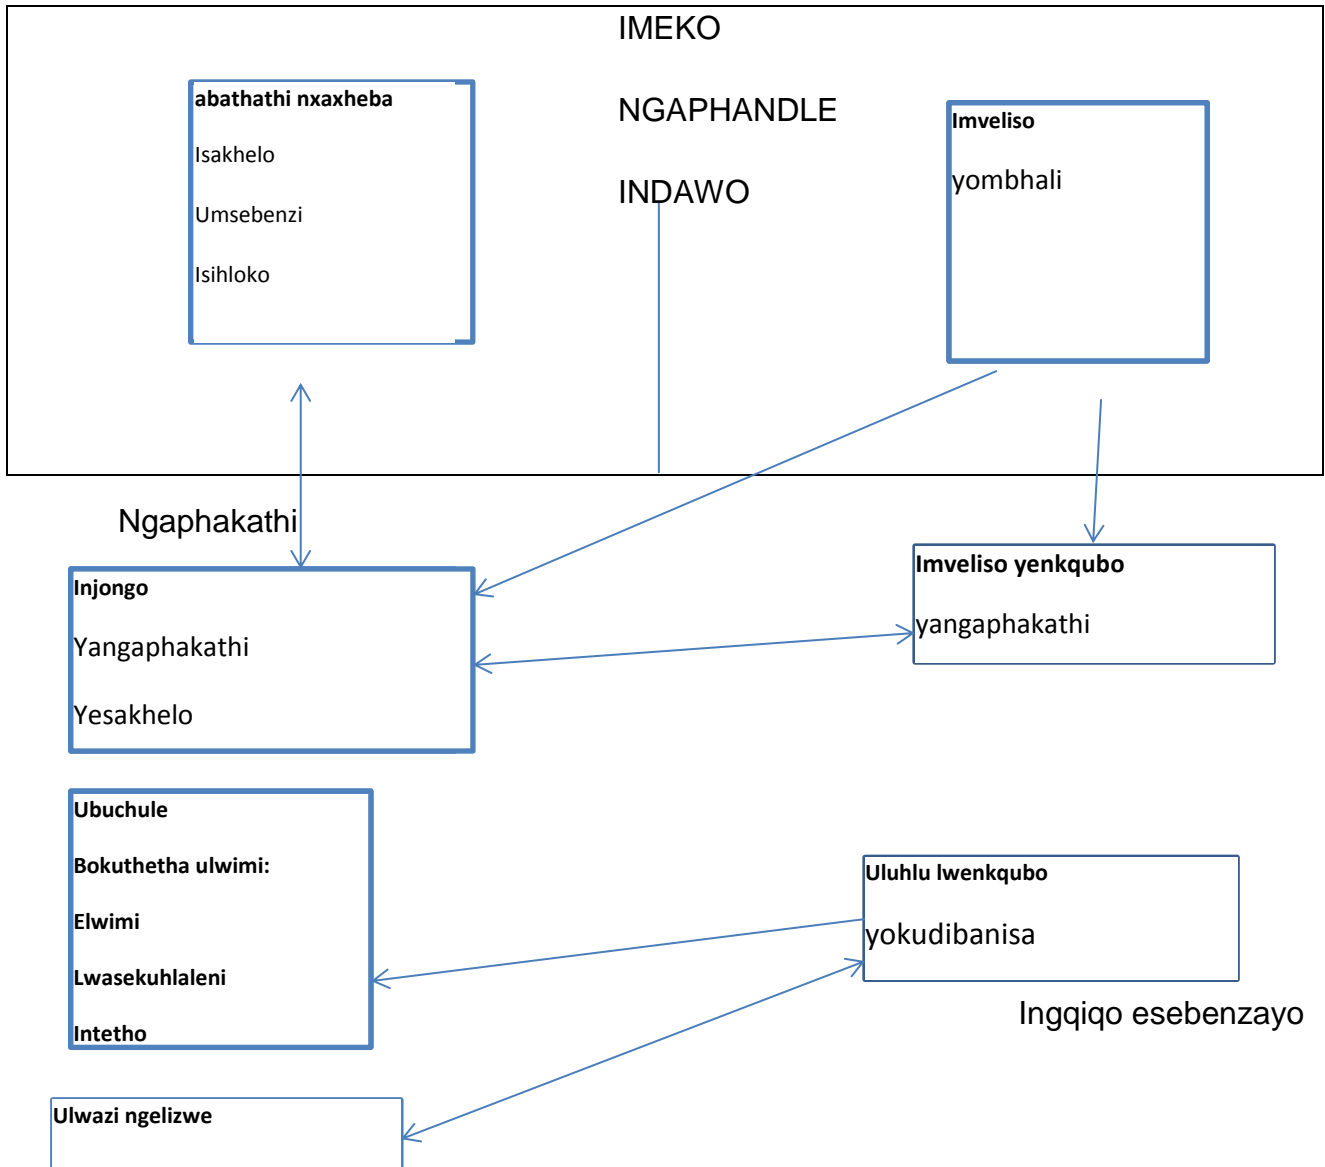 IMEKO
NGAPHANDLE
INDAWO
abathathi nxaxheba
Isakhelo
Umsebenzi
Isihloko
Imveliso
yombhali
Ngaphakathi
Injongo
Yangaphakathi
Yesakhelo
Imveliso yenkqubo
yangaphakathi
Ubuchule
Bokuthetha ulwimi:
Elwimi
Lwasekuhlaleni
Intetho
Uluhlu lwenkqubo
yokudibanisa
Ingqiqo esebenzayo
Ulwazi ngelizwe